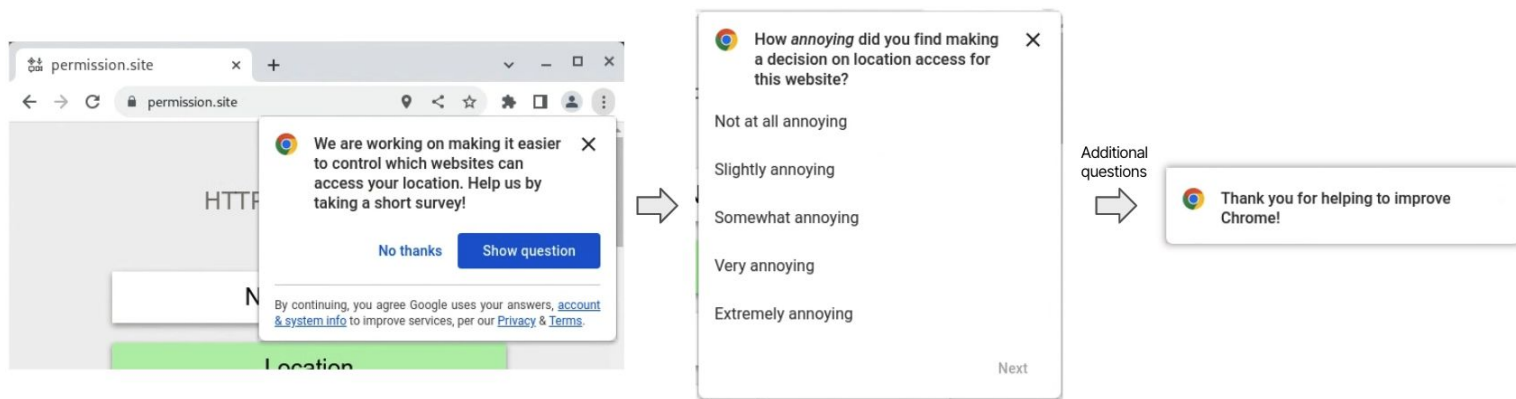 permission.site
permission.site
We are working on making it easier
to control which websites can
access your location. Help us by
taking a short survey!
No thanks
Show question
By continuing, you agree Google uses your answers, account
& system info to improve services, per our Privacy & Terms.
HTTP
N
Location
How annoying did you find making
a decision on location access for
this website?
Not at all annoying
Slightly annoying
Somewhat annoying
Very annoying
Extremely annoying
Next
Additional
questions
Thank you for helping to improve
Chrome!